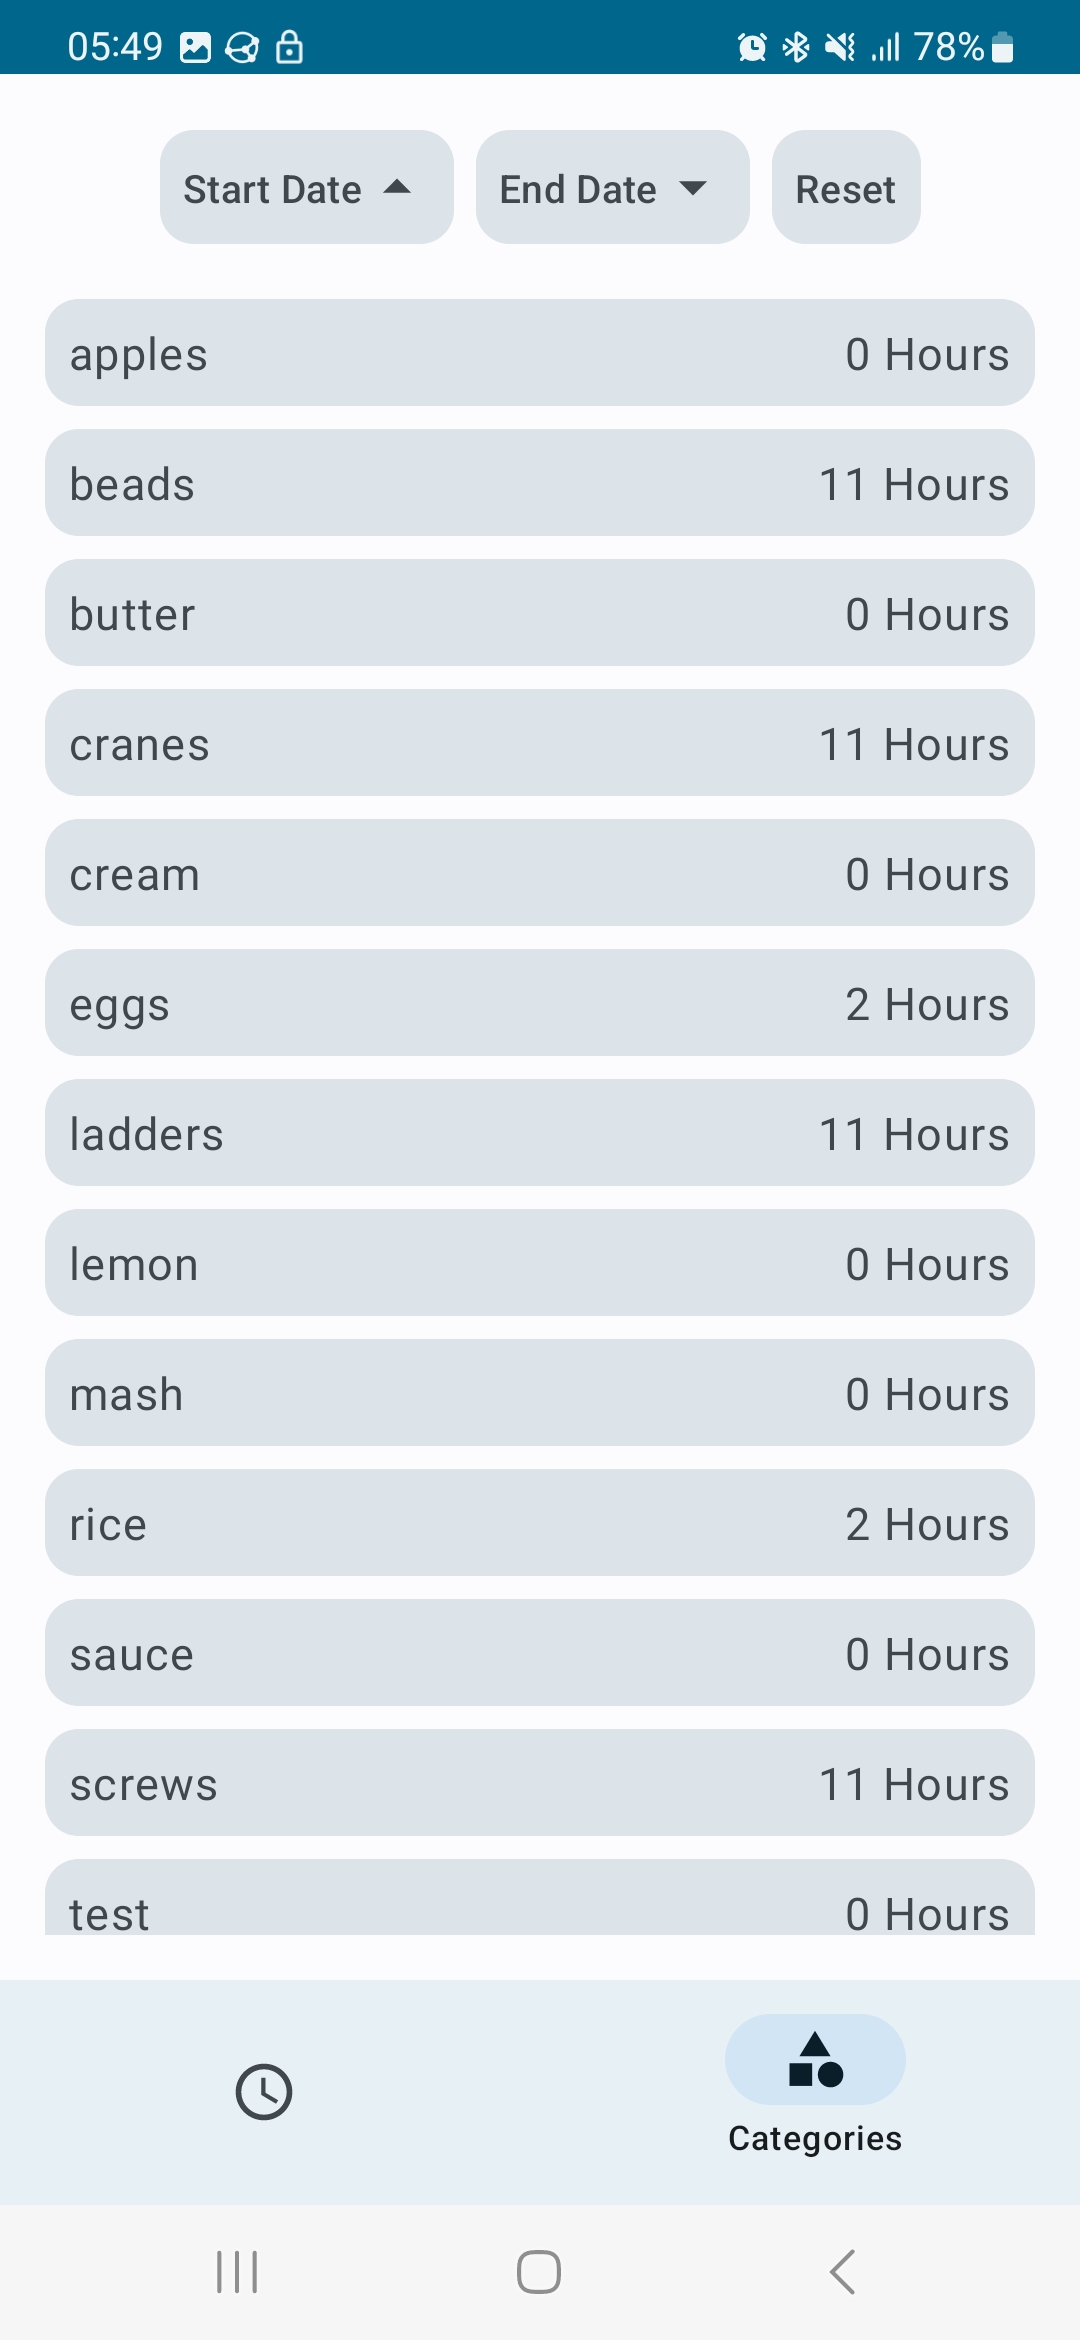 05:49 78%
Start Date End Date Reset
apples 0 Hours
beads 11 Hours
butter 0 Hours
cranes 11 Hours
cream 0 Hours
eggs 2 Hours
ladders 11 Hours
lemon 0 Hours
mash 0 Hours
rice 2 Hours
sauce 0 Hours
screws 11 Hours
test 0 Hours
Categories